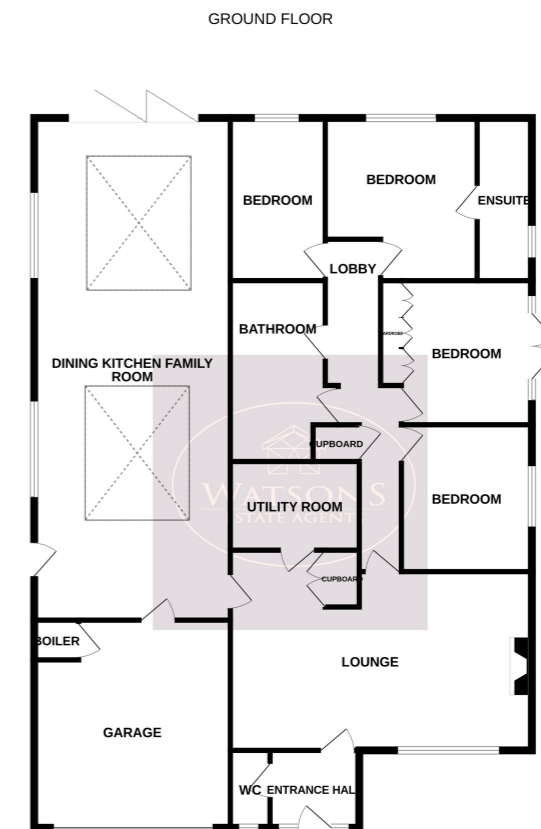 GROUND FLOOR
BEDROOM
BEDROOM
ENSUITE
LOBBY
BATHROOM
WARDROBE
BEDROOM
DINING KITCHEN FAMILY
ROOM
CUPBOARD
WATSONS
ESTATE AGENTS
UTILITY ROOM
BEDROOM
CUPBOARD
BOILER
LOUNGE
GARAGE
WC
ENTRANCE HALL